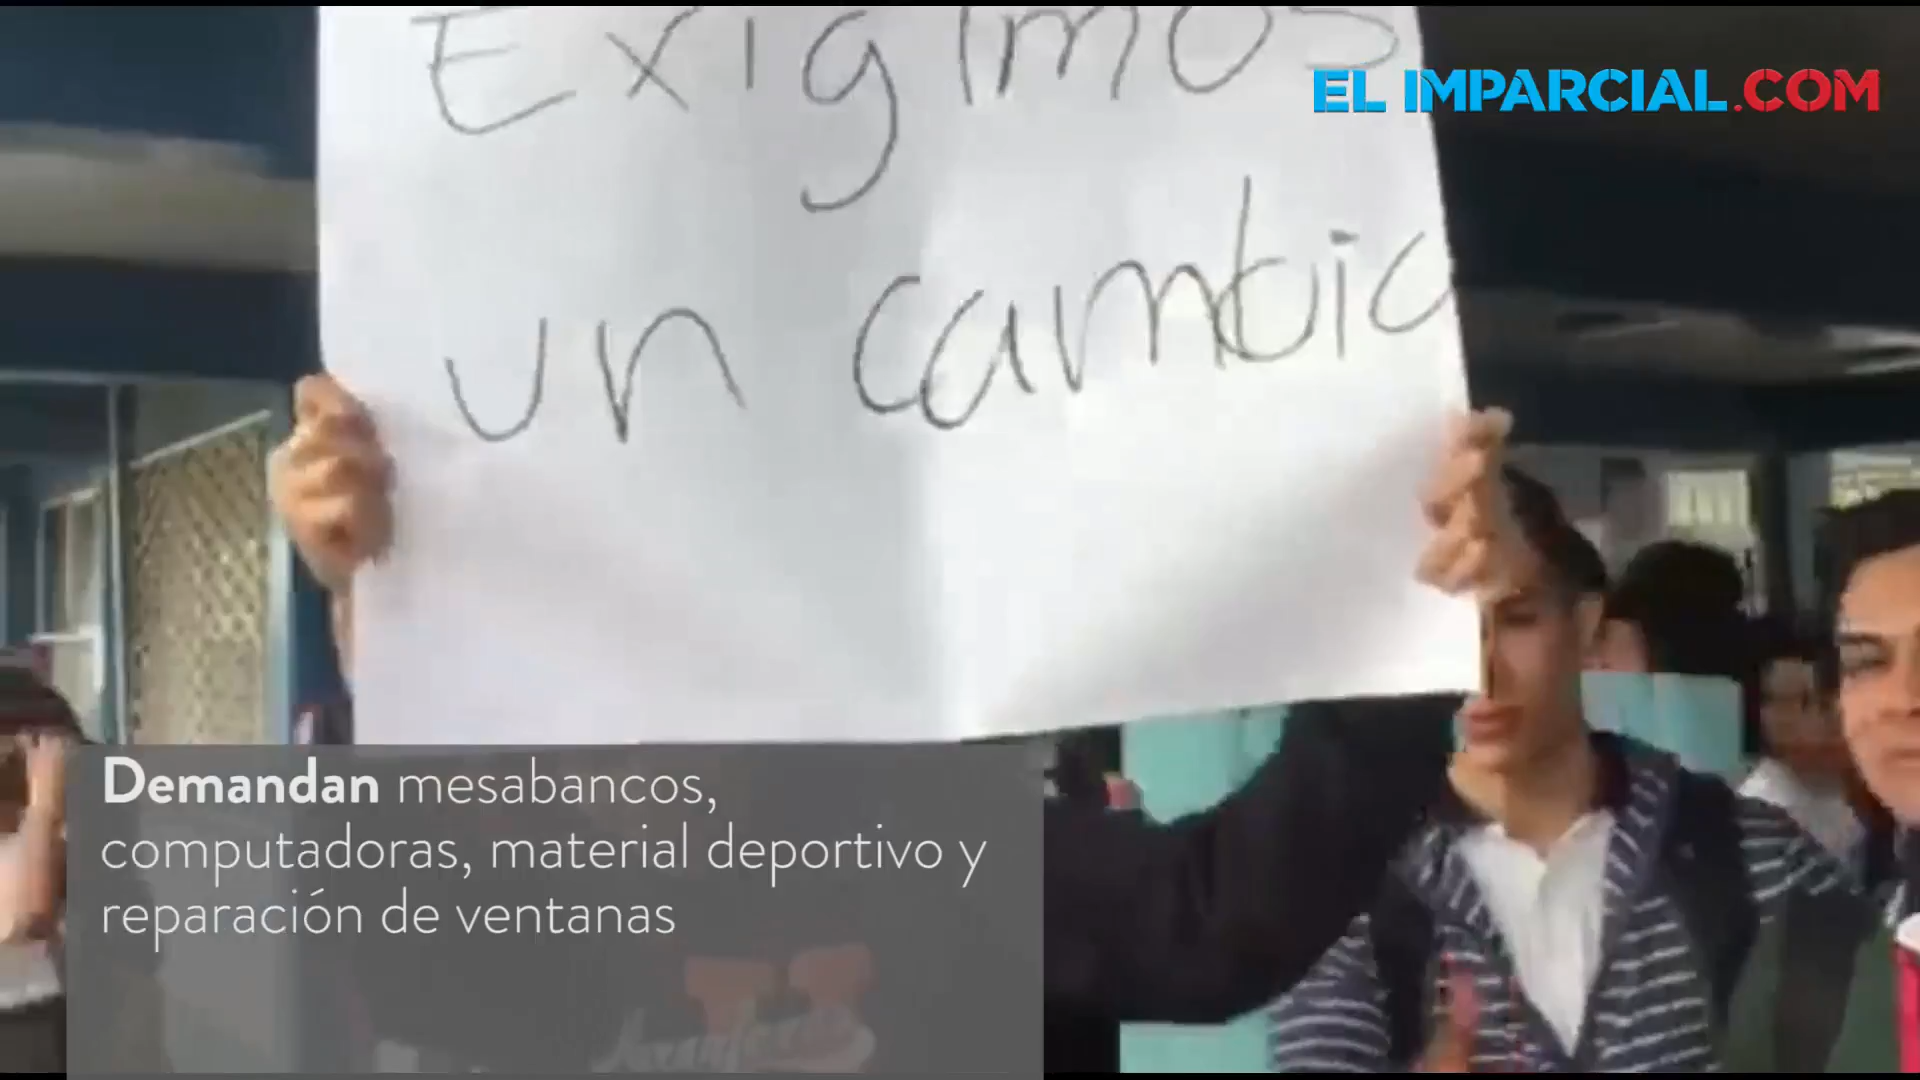 Exigimos
EL IMPARCIAL.COM
un cambio
Demandan mesabancos,
computadoras, material deportivo y
reparación de ventanas